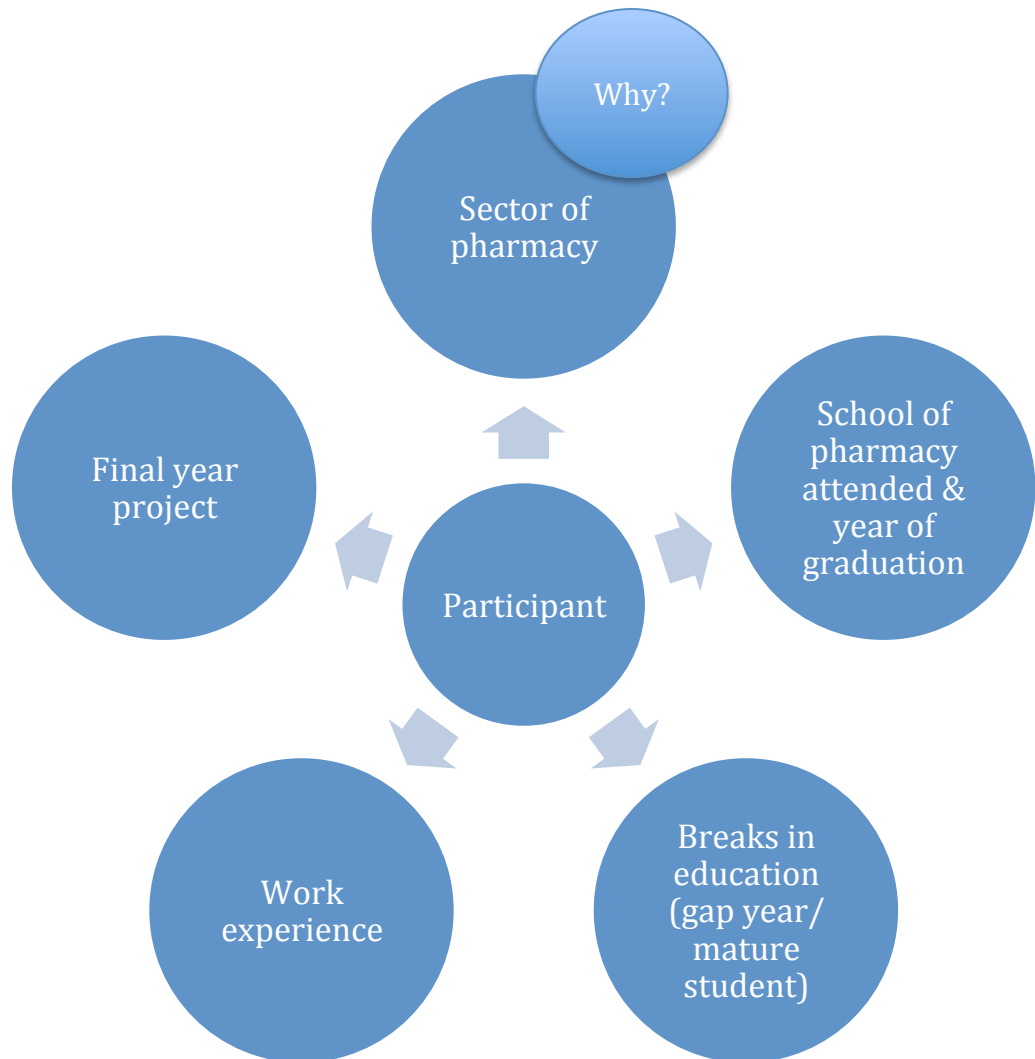 Why?
Sector of
pharmacy
School of
pharmacy
attended &
year of
graduation
Final year
project
Participant
Breaks in
education
(gap year/
mature
student)
Work
experience